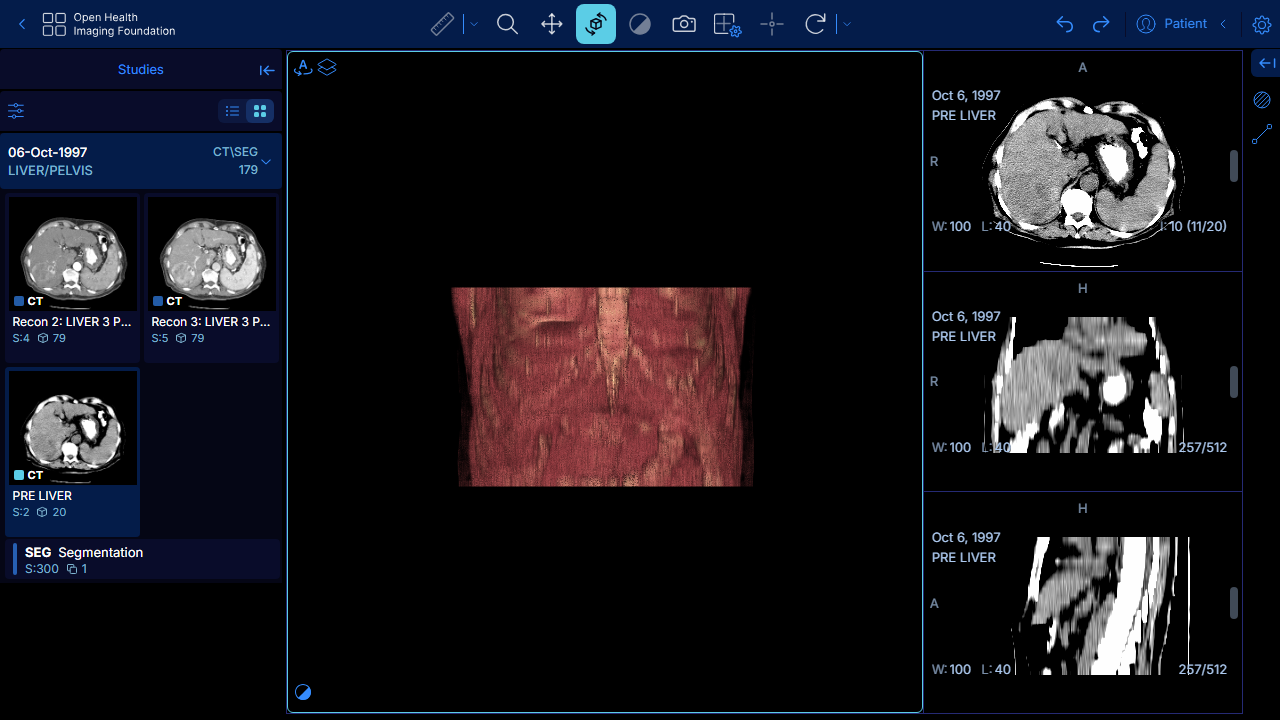 Open Health
Imaging Foundation
Patient
Studies
06-Oct-1997
CT\SEG
LIVER/PELVIS
179
CT
CT
Recon 2: LIVER 3 P...
Recon 3: LIVER 3 P...
S:4 79
S:5 79
CT
PRE LIVER
S:2 20
SEG Segmentation
S:300 1
A
A
Oct 6, 1997
PRE LIVER
R
W:100 L:40
I:10 (11/20)
H
Oct 6, 1997
PRE LIVER
R
W:100 L:40
257/512
H
Oct 6, 1997
PRE LIVER
A
W:100 L:40
257/512